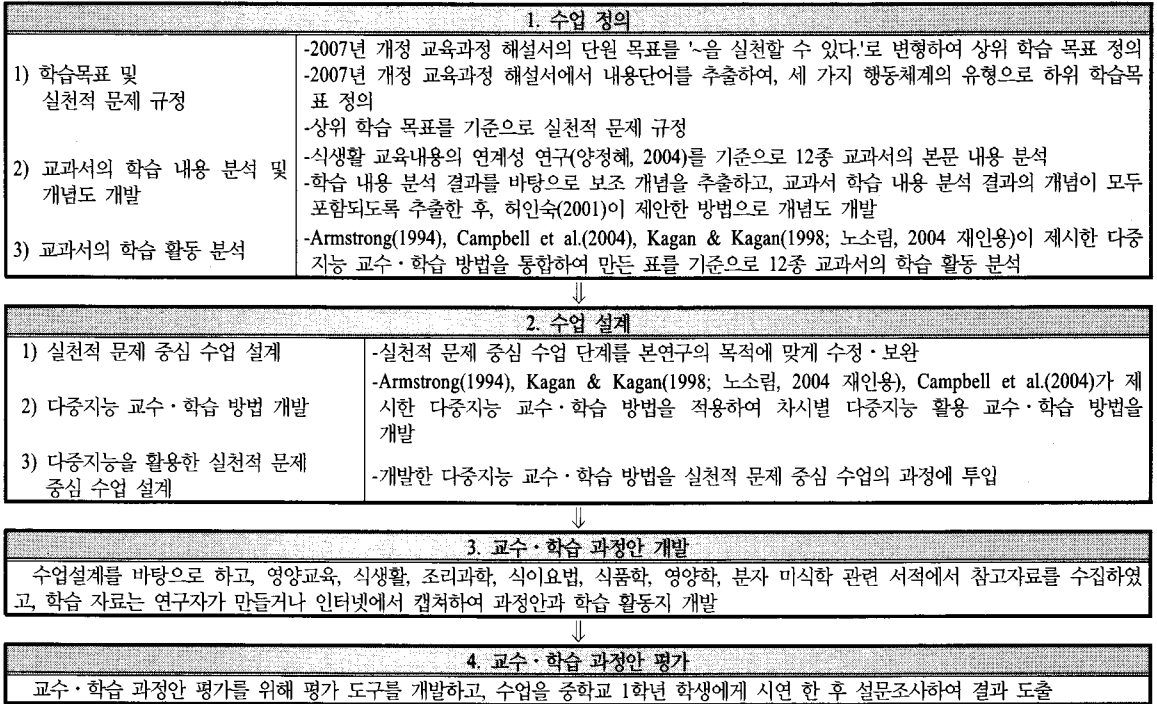 1. 수업 정의
1) 학습목표 및
실천적 문제 규정
-2007년 개정 교육과정 해설서의 단원 목표를 '~을 실천할 수 있다.'로 변형하여 상위 학습 목표 정의
-2007년 개정 교육과정 해설서에서 내용단어를 추출하여, 세 가지 행동체계의 유형으로 하위 학습목
표 정의
-상위 학습 목표를 기준으로 실천적 문제 규정
2) 교과서의 학습 내용 분석 및
개념도 개발
-식생활 교육내용의 연계성 연구(양정혜, 2004)를 기준으로 12종 교과서의 본문 내용 분석
-학습 내용 분석 결과를 바탕으로 보조 개념을 추출하고, 교과서 학습 내용 분석 결과의 개념이 모두
포함되도록 추출한 후, 허인숙(2001)이 제안한 방법으로 개념도 개발
3) 교과서의 학습 활동 분석
-Armstrong(1994), Campbell et al.(2004), Kagan & Kagan(1998; 노소림, 2004 재인용)이 제시한 다중
지능 교수·학습 방법을 통합하여 만든 표를 기준으로 12종 교과서의 학습 활동 분석
⇓
2. 수업 설계
1) 실천적 문제 중심 수업 설계
-실천적 문제 중심 수업 단계를 본연구의 목적에 맞게 수정·보완
2) 다중지능 교수·학습 방법 개발
-Armstrong(1994), Kagan & Kagan(1998; 노소림, 2004 재인용), Campbell et al.(2004)가 제
시한 다중지능 교수·학습 방법을 적용하여 차시별 다중지능 활용 교수·학습 방법을
개발
3) 다중지능을 활용한 실천적 문제
중심 수업 설계
-개발한 다중지능 교수·학습 방법을 실천적 문제 중심 수업의 과정에 투입
⇓
3. 교수·학습 과정안 개발
수업설계를 바탕으로 하고, 영양교육, 식생활, 조리과학, 식이요법, 식품학, 영양학, 분자 미식학 관련 서적에서 참고자료를 수집하였
고, 학습 자료는 연구자가 만들거나 인터넷에서 캡쳐하여 과정안과 학습 활동지 개발
⇓
4. 교수·학습 과정안 평가
교수·학습 과정안 평가를 위해 평가 도구를 개발하고, 수업을 중학교 1학년 학생에게 시연 한 후 설문조사하여 결과 도출